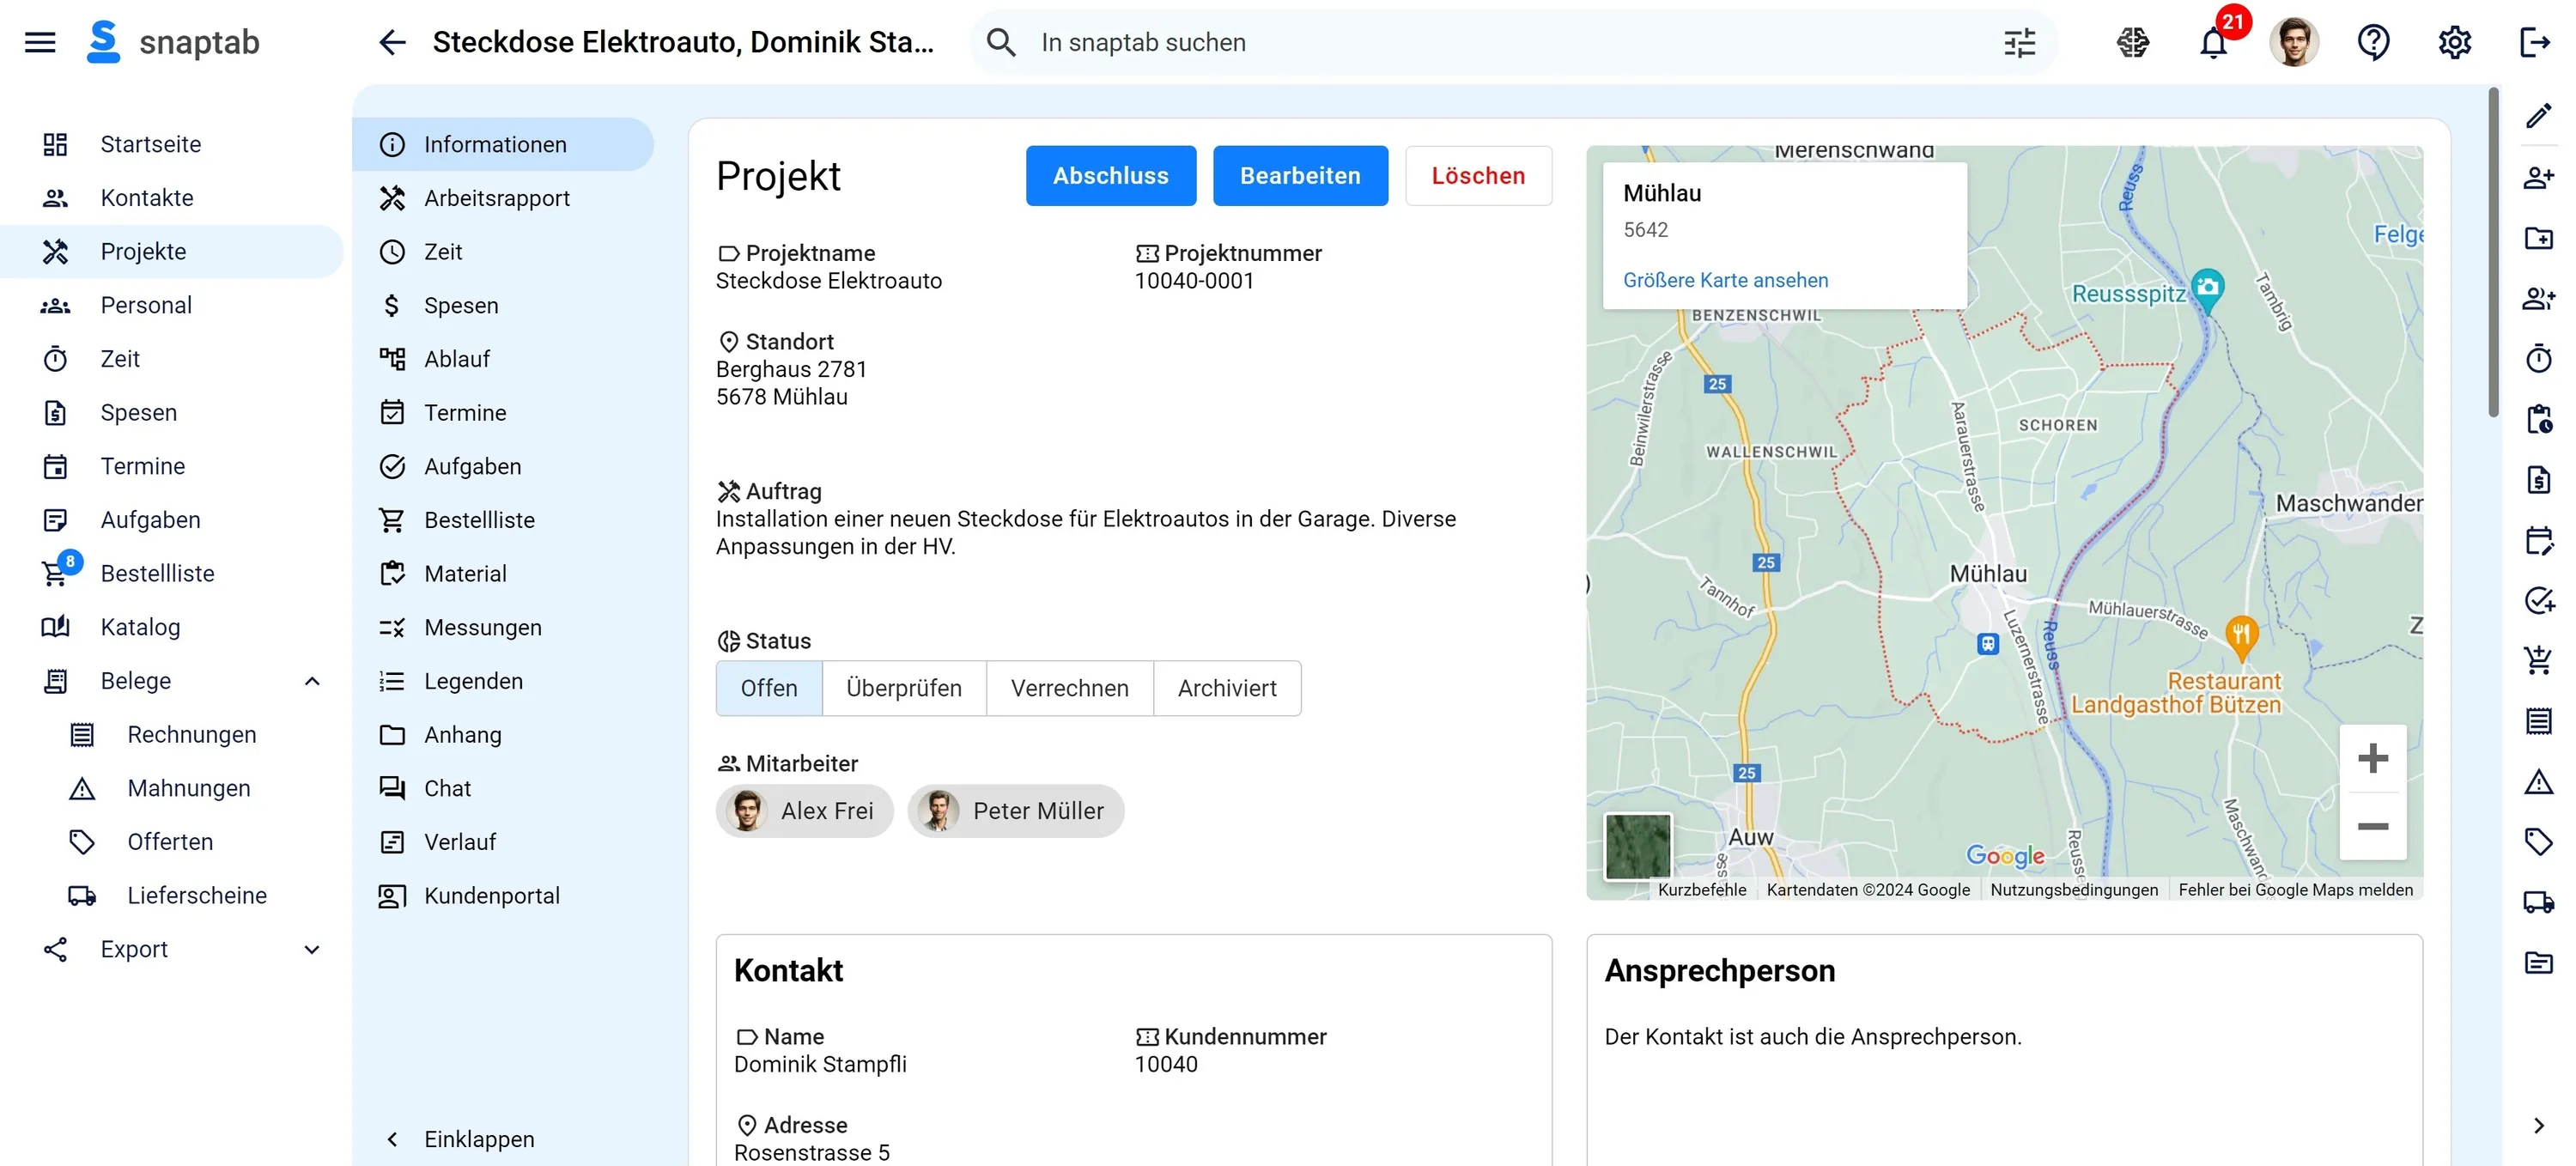 snaptab
Steckdose Elektroauto, Dominik Sta...
In snaptab suchen
21
Startseite
Kontakte
Projekte
Personal
Zeit
Spesen
Termine
Aufgaben
8
Bestellliste
Katalog
Belege
Rechnungen
Mahnungen
Offerten
Lieferscheine
Export
Informationen
Arbeitsrapport
Zeit
Spesen
Ablauf
Termine
Aufgaben
Bestellliste
Material
Messungen
Legenden
Anhang
Chat
Verlauf
Kundenportal
Einklappen
Projekt
Abschluss
Bearbeiten
Löschen
Projektname
Steckdose Elektroauto
Projektnummer
10040-0001
Standort
Berghaus 2781
5678 Mühlau
Auftrag
Installation einer neuen Steckdose für Elektroautos in der Garage. Diverse
Anpassungen in der HV.
Status
Offen
Überprüfen
Verrechnen
Archiviert
Mitarbeiter
Alex Frei
Peter Müller
Merenschwand
Mühlau
5642
Größere Karte ansehen
Reuss
Felge
Reussspitz
Tambrig
BENZENSCHWIL
Beinwilerstrasse
25
Aarauerstrasse
SCHOREN
WALLENSCHWIL
Maschwander
25
Mühlau
Tannhof
Mühlauerstrasse
Luzernerstrasse
Reuss
Z
Restaurant
Landgasthof Bützen
25
Auw
Google
Kurzbefehle
Kartendaten ©2024 Google
Nutzungsbedingungen
Fehler bei Google Maps melden
Kontakt
Name
Dominik Stampfli
Kundennummer
10040
Adresse
Rosenstrasse 5
Ansprechperson
Der Kontakt ist auch die Ansprechperson.